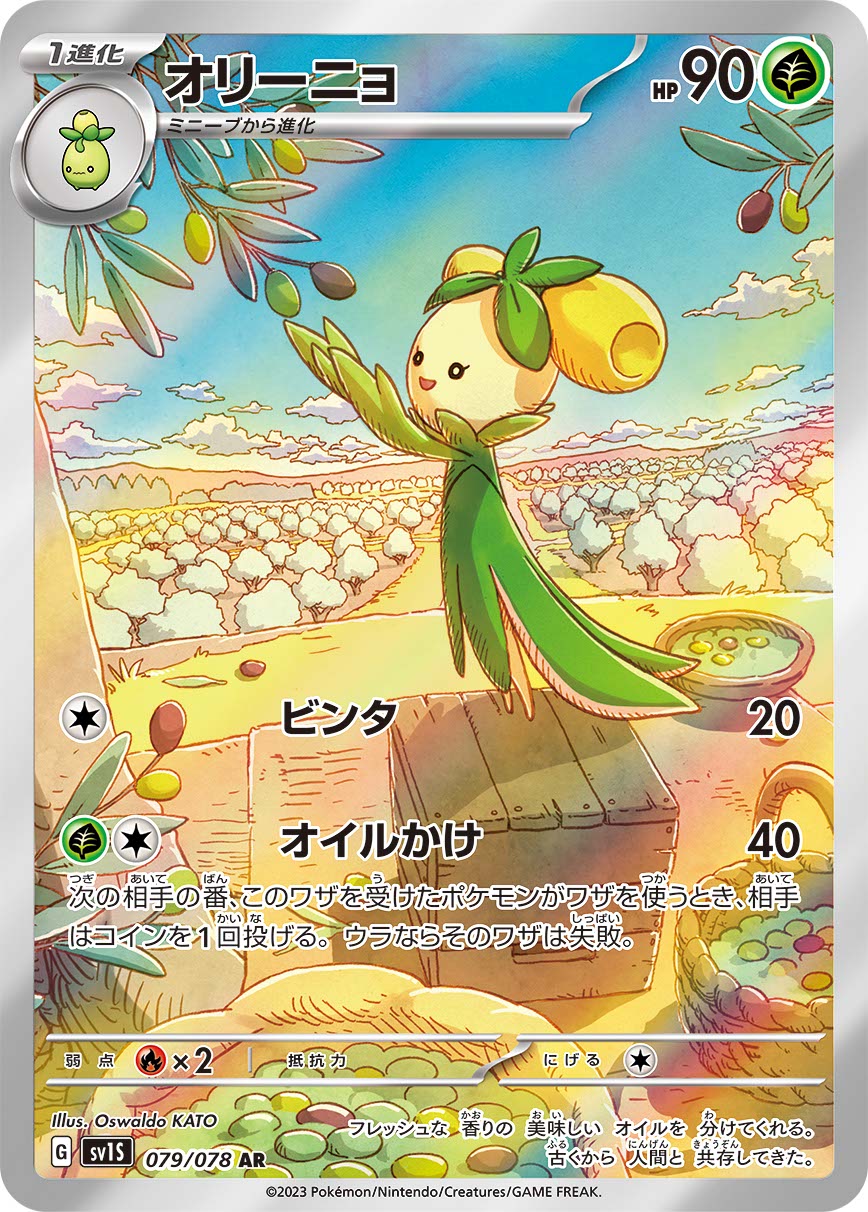 1進化
オリーニョ
HP 90
ミニーブから進化
ビンタ 20
オイルかけ 40
次の相手の番、このワザを受けたポケモンがワザを使うとき、相手
はコインを1回投げる。ウラならそのワザは失敗。
弱点 ×2 抵抗力 にげる
Illus. Oswaldo KATO
フレッシュな 香りの 美味しい オイルを 分けてくれる。
古くから 人間と 共存してきた。
G sv1S 079/078 AR
©2023 Pokémon/Nintendo/Creatures/GAME FREAK.